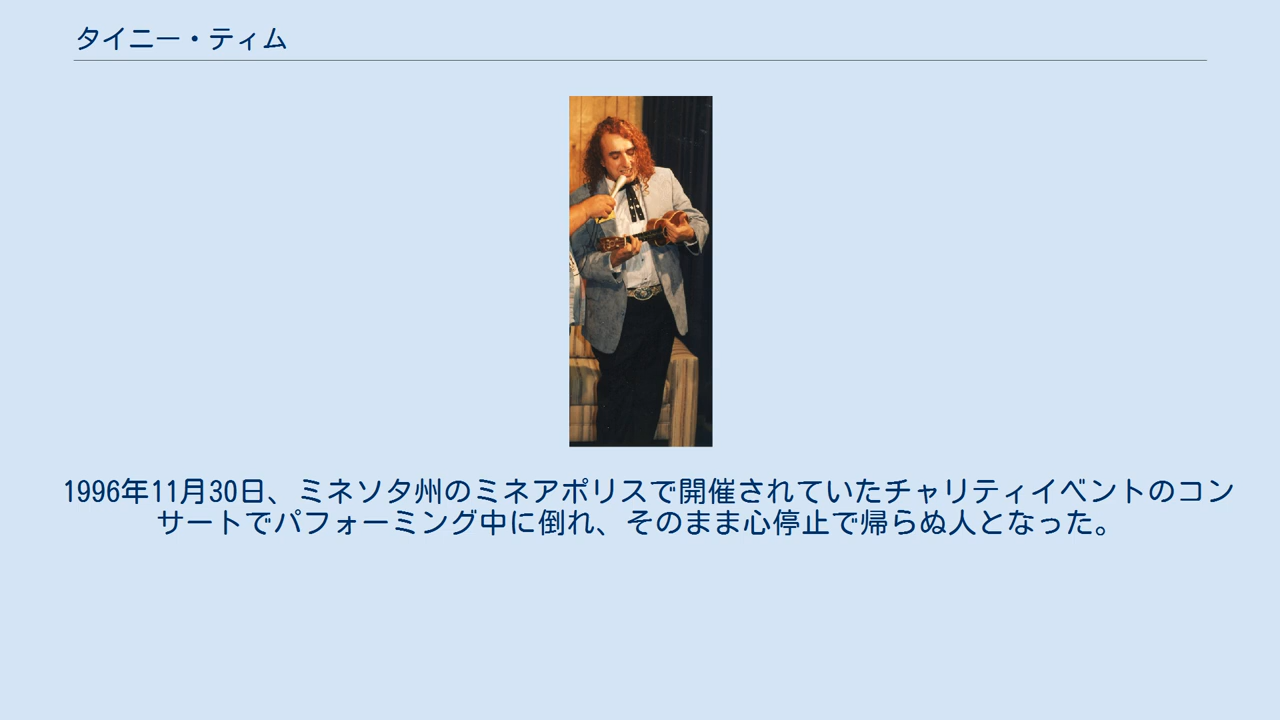 タイニー・ティム
1996年11月30日、ミネソタ州のミネアポリスで開催されていたチャリティイベントのコン
サートでパフォーミング中に倒れ、そのまま心停止で帰らぬ人となった。